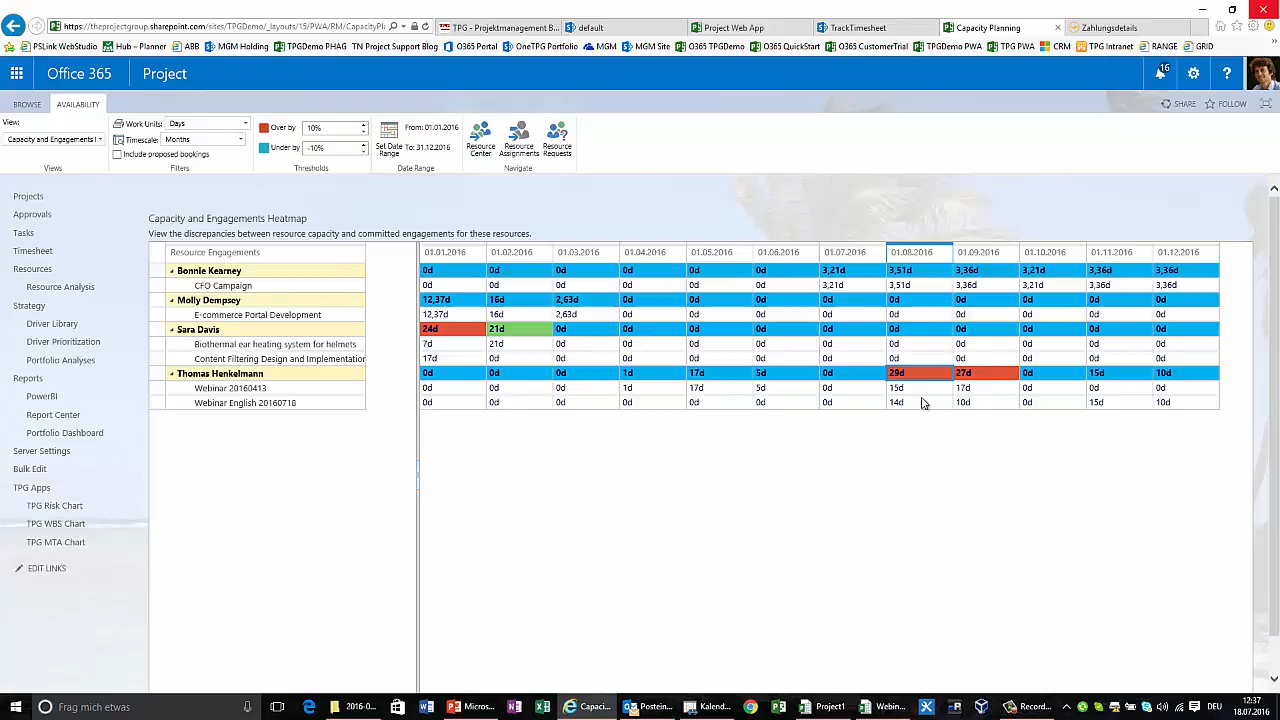 https://theprojectgroup.sharepoint.com/sites/TPGDemo/_layouts/15/PWA/RM/CapacityPl
TPG - Projektmanagement B...
default
Project Web App
TrackTimesheet
Capacity Planning
Zahlungsdetails
PSLink WebStudio
Hub – Planner
ABB
MGM Holding
TPGDemo PHAG
TN Project Support Blog
O365 Portal
OneTPG Portfolio
MGM Site
O365 TPGDemo
O365 QuickStart
O365 CustomerTrial
TPGDemo PWA
TPG PWA
CRM
TPG Intranet
RANGE
GRID
Office 365
Project
16
?
BROWSE
AVAILABILITY
SHARE
FOLLOW
View:
Capacity and Engagements I
Views
Work Units: Days
Timescale: Months
Include proposed bookings
Filters
Over by 10%
Under by -10%
Thresholds
Set Date Range
From: 01.01.2016
To: 31.12.2016
Date Range
Resource Center
Resource Assignments
Resource Requests
Navigate
Projects
Approvals
Tasks
Timesheet
Resources
Resource Analysis
Strategy
Driver Library
Driver Prioritization
Portfolio Analyses
Reports
PowerBI
Report Center
Portfolio Dashboard
Server Settings
Bulk Edit
TPG Apps
TPG Risk Chart
TPG WBS Chart
TPG MTA Chart
EDIT LINKS
Capacity and Engagements Heatmap
View the discrepancies between resource capacity and committed engagements for these resources.
Resource Engagements 01.01.2016 01.02.2016 01.03.2016 01.04.2016 01.05.2016 01.06.2016 01.07.2016 01.08.2016 01.09.2016 01.10.2016 01.11.2016 01.12.2016
Bonnie Kearney 0d 0d 0d 0d 0d 0d 3,21d 3,51d 3,36d 3,21d 3,36d 3,36d
CFO Campaign 0d 0d 0d 0d 0d 0d 3,21d 3,51d 3,36d 3,21d 3,36d 3,36d
Molly Dempsey 12,37d 16d 2,63d 0d 0d 0d 0d 0d 0d 0d 0d 0d
E-commerce Portal Development 12,37d 16d 2,63d 0d 0d 0d 0d 0d 0d 0d 0d 0d
Sara Davis 24d 21d 0d 0d 0d 0d 0d 0d 0d 0d 0d 0d
Biothermal ear heating system for helmets 7d 21d 0d 0d 0d 0d 0d 0d 0d 0d 0d 0d
Content Filtering Design and Implementation 17d 0d 0d 0d 0d 0d 0d 0d 0d 0d 0d 0d
Thomas Henkelmann 0d 0d 0d 1d 17d 5d 0d 29d 27d 0d 15d 10d
Webinar 20160413 0d 0d 0d 1d 17d 5d 0d 15d 17d 0d 0d 0d
Webinar English 20160718 0d 0d 0d 0d 0d 0d 0d 14d 10d 0d 15d 10d
Frag mich etwas
2016-0...
Micros...
Capaci...
Postein...
Kalend...
Project1
Webin...
Record...
DEU
12:37
18.07.2016